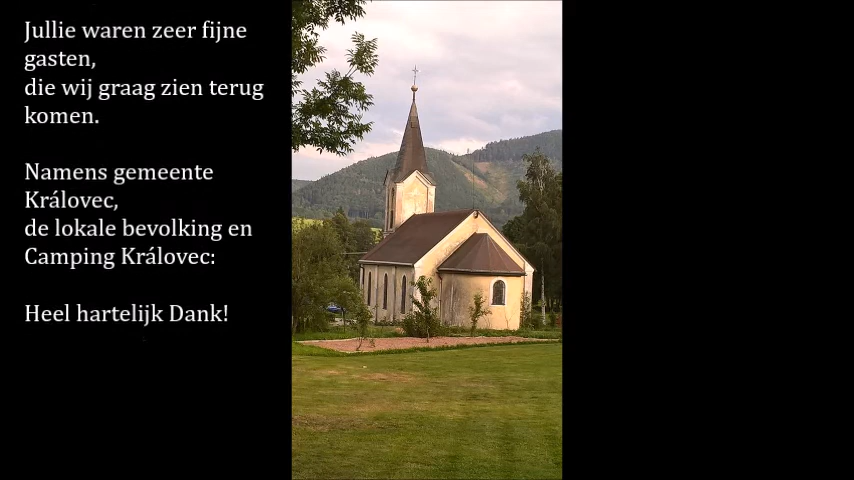 Jullie waren zeer fijne
gasten,
die wij graag zien terug
komen.
Namens gemeente
Královec,
de lokale bevolking en
Camping Královec:
Heel hartelijk Dank!